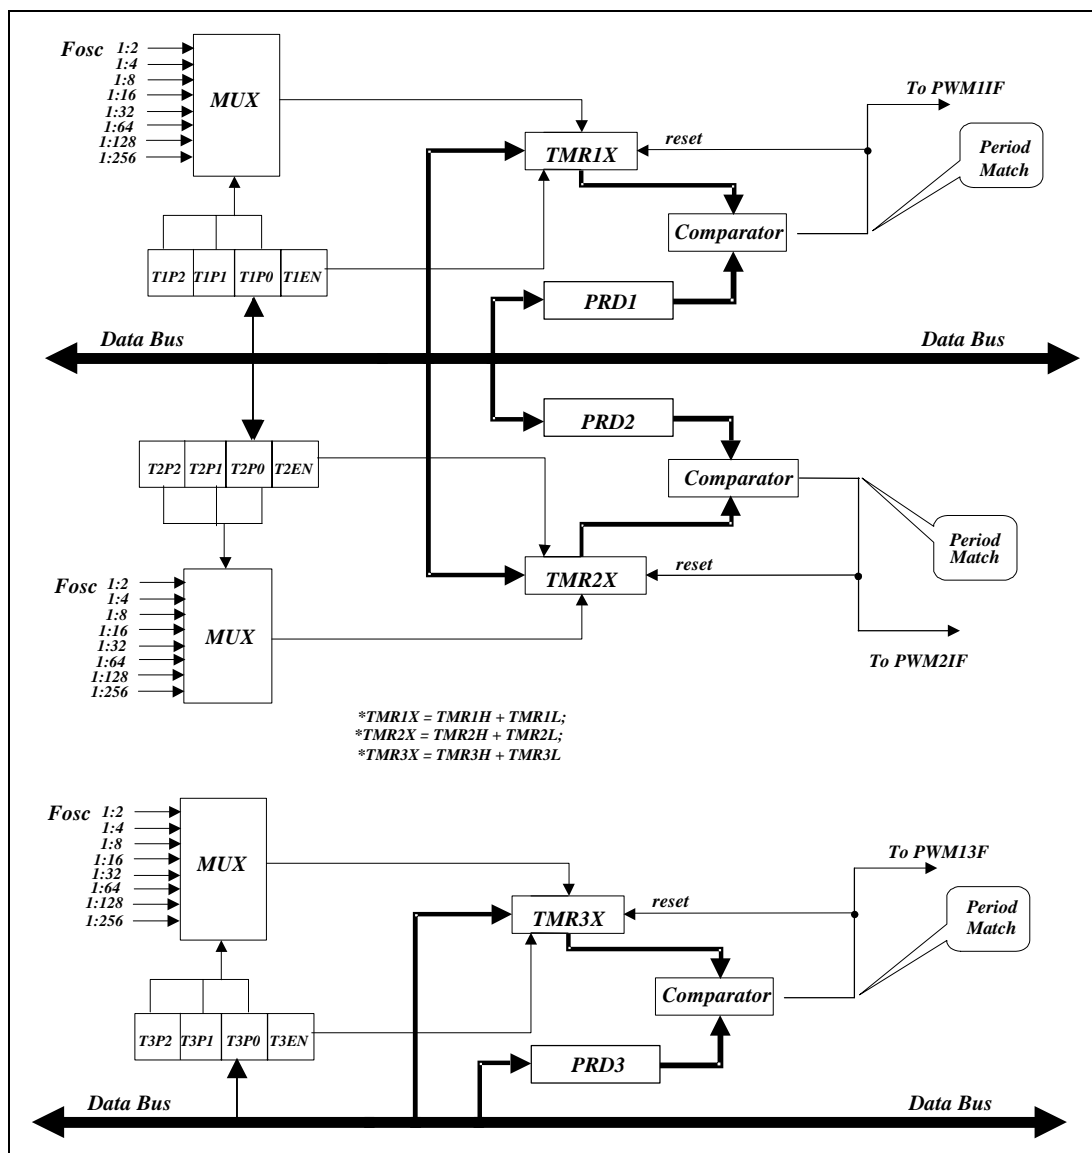 Fosc 1:2
1:4
1:8
1:16
1:32
1:64
1:128
1:256
MUX
To PWM1IF
TMR1X
reset
Period
Match
Comparator
T1P2 T1P1 T1P0 T1EN
PRD1
Data Bus
Data Bus
PRD2
T2P2 T2P1 T2P0 T2EN
Comparator
Period
Match
TMR2X
reset
Fosc 1:2
1:4
1:8
1:16
1:32
1:64
1:128
1:256
MUX
To PWM2IF
*TMR1X = TMR1H + TMR1L;
*TMR2X = TMR2H + TMR2L;
*TMR3X = TMR3H + TMR3L
Fosc 1:2
1:4
1:8
1:16
1:32
1:64
1:128
1:256
MUX
To PWM13F
TMR3X
reset
Period
Match
Comparator
T3P2 T3P1 T3P0 T3EN
PRD3
Data Bus
Data Bus